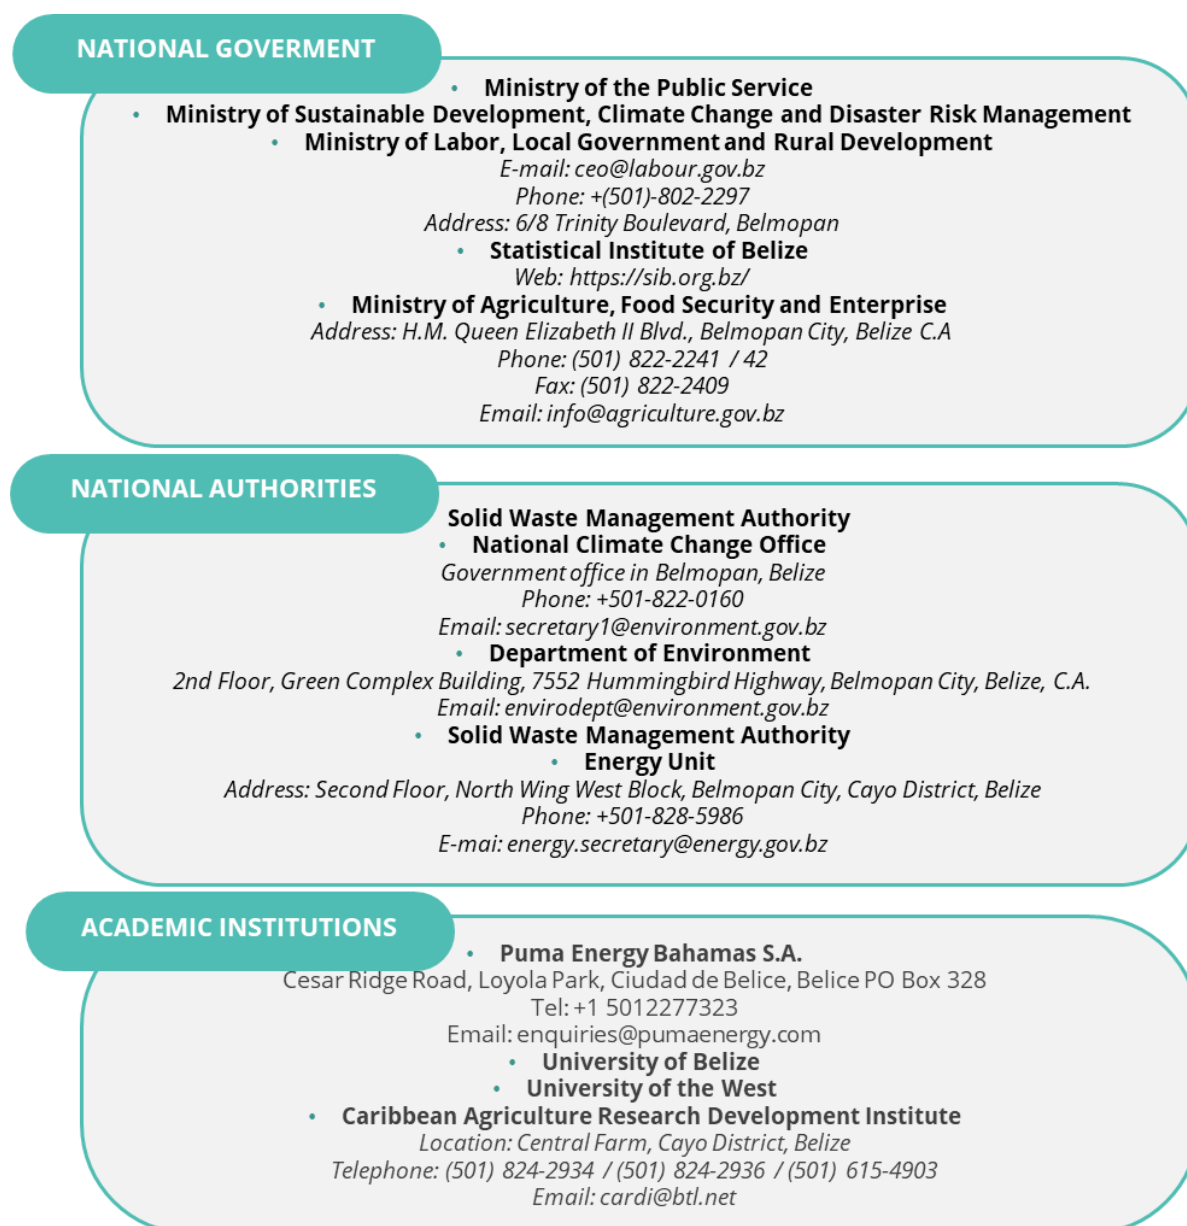 NATIONAL GOVERMENT
• Ministry of the Public Service
• Ministry of Sustainable Development, Climate Change and Disaster Risk Management
• Ministry of Labor, Local Government and Rural Development
E-mail: ceo@labour.gov.bz
Phone: +(501)-802-2297
Address: 6/8 Trinity Boulevard, Belmopan
• Statistical Institute of Belize
Web: https://sib.org.bz/
• Ministry of Agriculture, Food Security and Enterprise
Address: H.M. Queen Elizabeth II Blvd., Belmopan City, Belize C.A
Phone: (501) 822-2241 / 42
Fax: (501) 822-2409
Email: info@agriculture.gov.bz
NATIONAL AUTHORITIES
Solid Waste Management Authority
• National Climate Change Office
Government office in Belmopan, Belize
Phone: +501-822-0160
Email: secretary1@environment.gov.bz
• Department of Environment
2nd Floor, Green Complex Building, 7552 Hummingbird Highway, Belmopan City, Belize, C.A.
Email: envirodept@environment.gov.bz
• Solid Waste Management Authority
• Energy Unit
Address: Second Floor, North Wing West Block, Belmopan City, Cayo District, Belize
Phone: +501-828-5986
E-mai: energy.secretary@energy.gov.bz
ACADEMIC INSTITUTIONS
• Puma Energy Bahamas S.A.
Cesar Ridge Road, Loyola Park, Ciudad de Belice, Belice PO Box 328
Tel: +1 5012277323
Email: enquiries@pumaenergy.com
• University of Belize
• University of the West
• Caribbean Agriculture Research Development Institute
Location: Central Farm, Cayo District, Belize
Telephone: (501) 824-2934 / (501) 824-2936 / (501) 615-4903
Email: cardi@btl.net